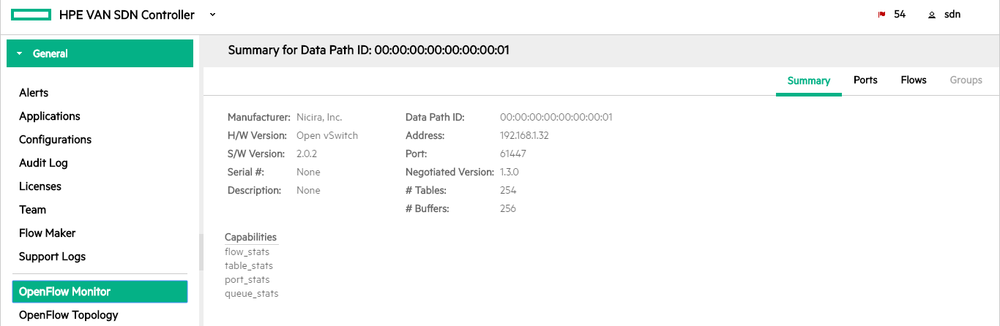 HPE VAN SDN Controller
54
sdn
General
Summary for Data Path ID: 00:00:00:00:00:00:00:01
Summary
Ports
Flows
Groups
Alerts
Applications
Configurations
Audit Log
Licenses
Team
Flow Maker
Support Logs
OpenFlow Monitor
OpenFlow Topology
Manufacturer: Nicira, Inc.
H/W Version: Open vSwitch
S/W Version: 2.0.2
Serial #: None
Description: None
Data Path ID: 00:00:00:00:00:00:00:01
Address: 192.168.1.32
Port: 61447
Negotiated Version: 1.3.0
# Tables: 254
# Buffers: 256
Capabilities
flow_stats
table_stats
port_stats
queue_stats